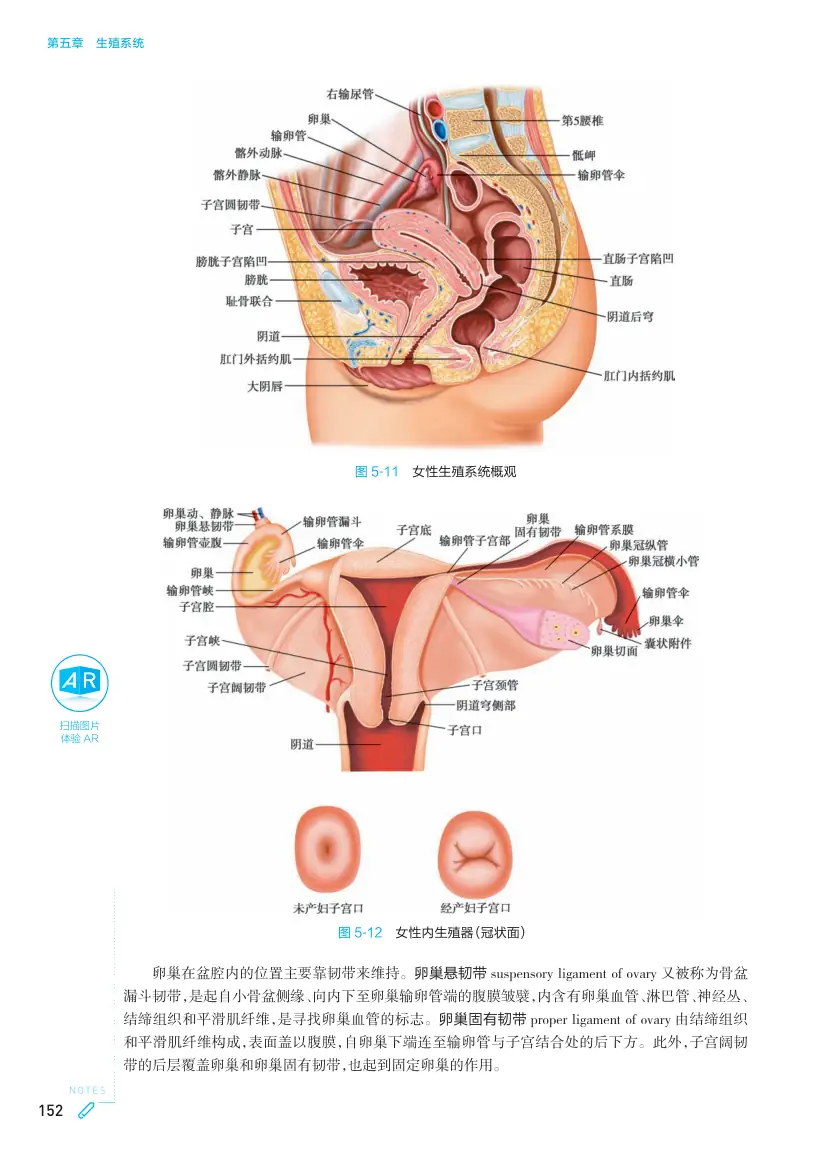 第五章 生殖系统
右输尿管
卵巢
输卵管
髂外动脉
髂外静脉
子宫圆韧带
子宫
膀胱子宫陷凹
膀胱
耻骨联合
阴道
肛门外括约肌
大阴唇
第5腰椎
骶岬
输卵管伞
直肠子宫陷凹
直肠
阴道后穹
肛门内括约肌
图 5-11 女性生殖系统概观
卵巢动、静脉
卵巢悬韧带
输卵管壶腹
卵巢
输卵管峡
子宫腔
子宫峡
子宫圆韧带
子宫阔韧带
阴道
输卵管漏斗
输卵管伞
子宫底
输卵管子宫部
卵巢
固有韧带
输卵管系膜
卵巢冠纵管
卵巢冠横小管
输卵管伞
卵巢伞
囊状附件
卵巢切面
子宫颈管
阴道穹侧部
子宫口
未产妇子宫口
经产妇子宫口
图 5-12 女性内生殖器（冠状面）
AR
扫描图片
体验 AR
卵巢在盆腔内的位置主要靠韧带来维持。卵巢悬韧带 suspensory ligament of ovary 又被称为骨盆
漏斗韧带，是起自小骨盆侧缘、向内下至卵巢输卵管端的腹膜皱襞，内含有卵巢血管、淋巴管、神经丛、
结缔组织和平滑肌纤维，是寻找卵巢血管的标志。卵巢固有韧带 proper ligament of ovary 由结缔组织
和平滑肌纤维构成，表面盖以腹膜，自卵巢下端连至输卵管与子宫结合处的后下方。此外，子宫阔韧
带的后层覆盖卵巢和卵巢固有韧带，也起到固定卵巢的作用。
NOTES
152